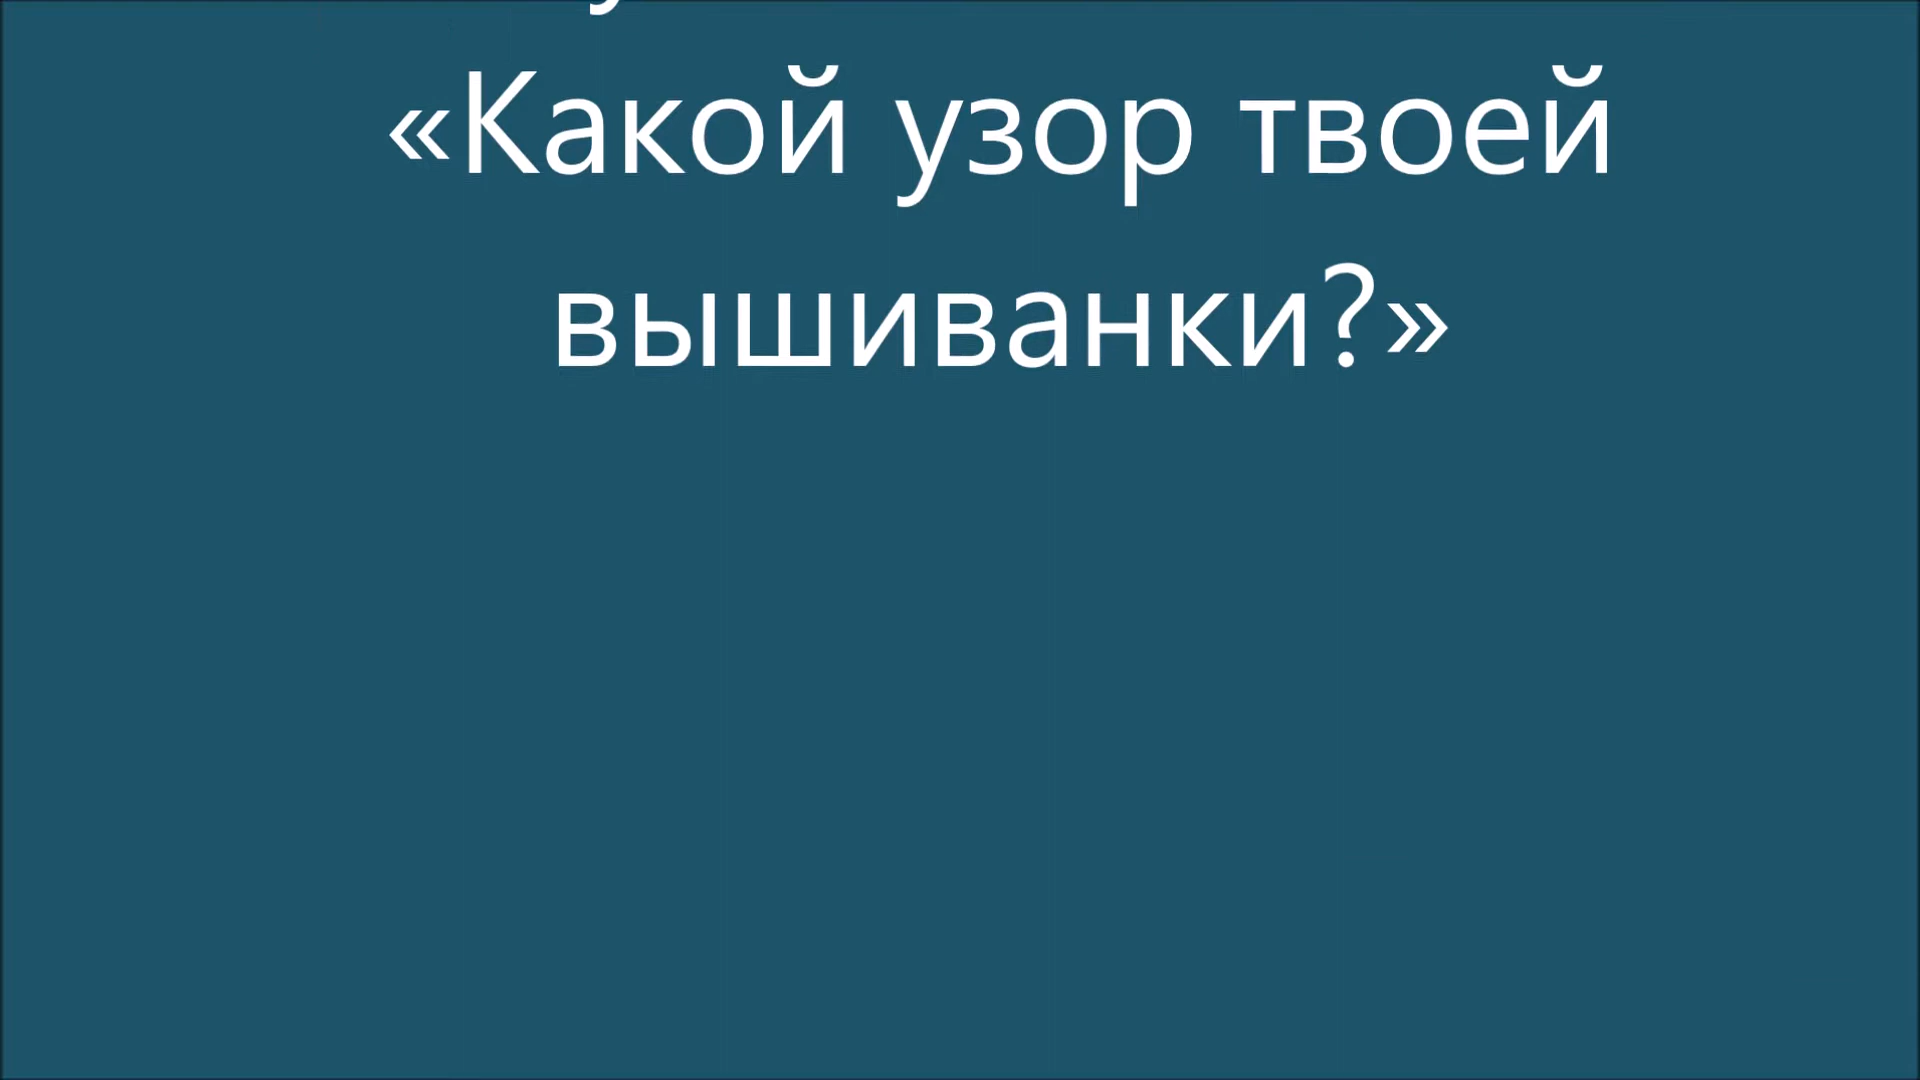 «Какой узор твоей
вышиванки?»